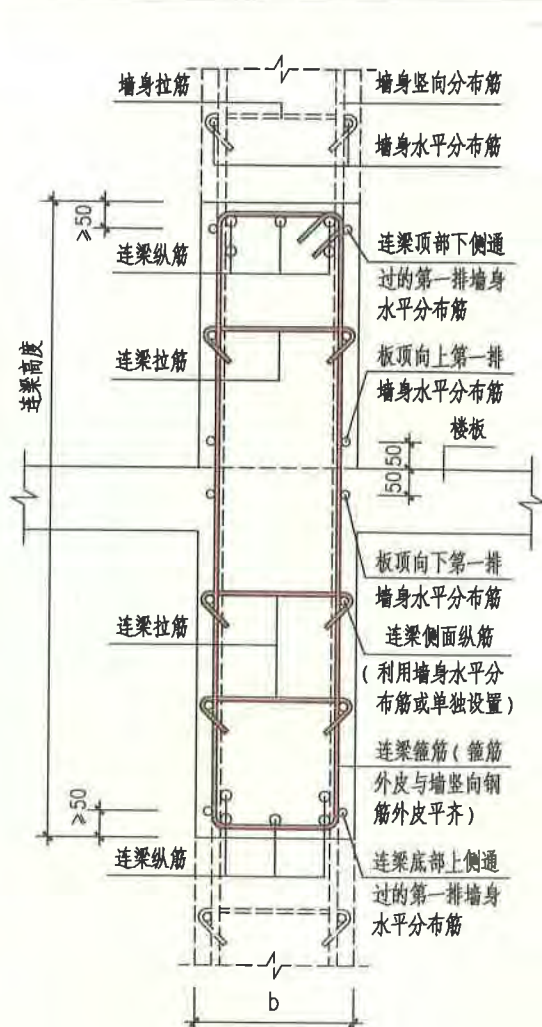 墙身拉筋
墙身竖向分布筋
墙身水平分布筋
≥50
连梁纵筋
连梁顶部下侧通
过的第一排墙身
水平分布筋
连梁拉筋
板顶向上第一排
墙身水平分布筋
连梁高度
楼板
50
50
板顶向下第一排
墙身水平分布筋
连梁拉筋
连梁侧面纵筋
(利用墙身水平分
布筋或单独设置)
连梁箍筋(箍筋
外皮与墙竖向钢
筋外皮平齐)
≥50
连梁纵筋
连梁底部上侧通
过的第一排墙身
水平分布筋
b